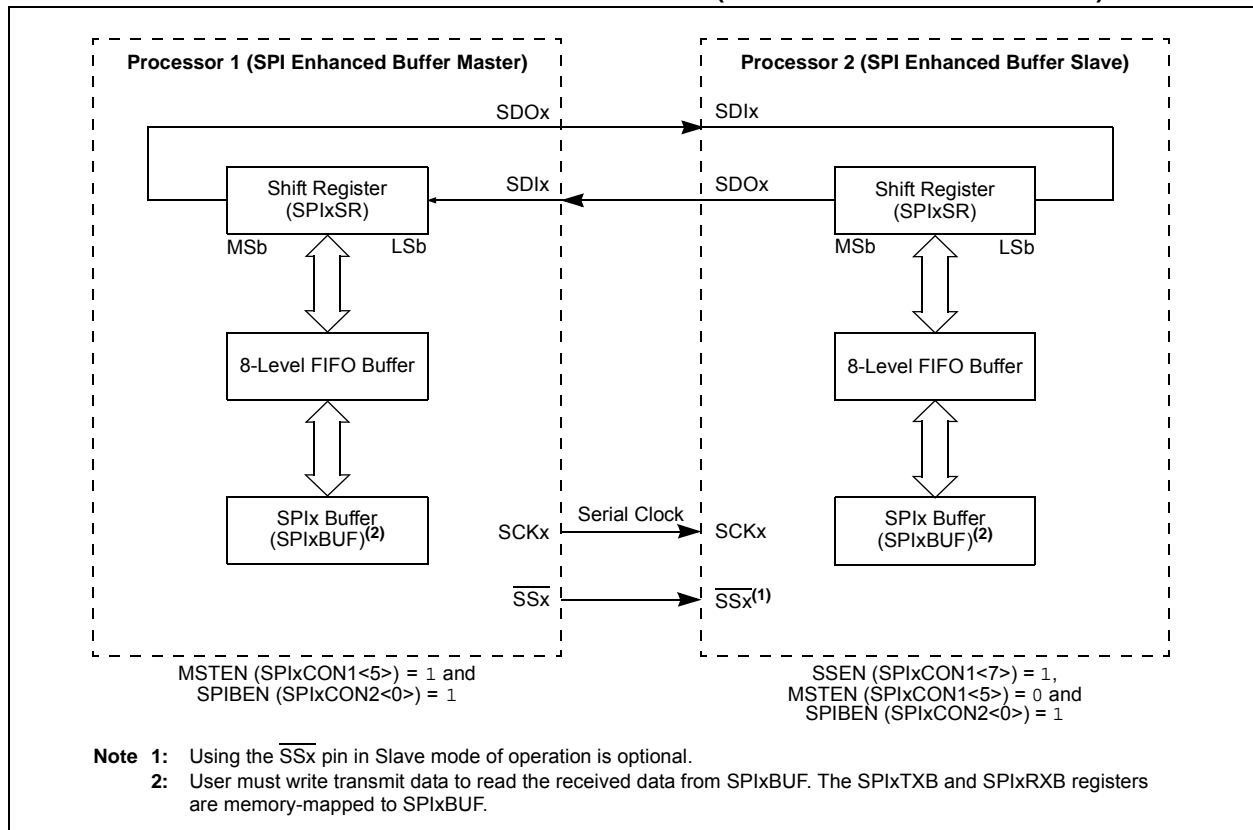 Processor 1 (SPI Enhanced Buffer Master)
Processor 2 (SPI Enhanced Buffer Slave)
SDOx
SDIx
Shift Register
(SPIxSR)
SDIx
SDOx
Shift Register
(SPIxSR)
MSb
LSb
MSb
LSb
8-Level FIFO Buffer
8-Level FIFO Buffer
SPIx Buffer
(SPIxBUF)(2)
SCKx
Serial Clock
SCKx
SPIx Buffer
(SPIxBUF)(2)
SSx
SSx(1)
MSTEN (SPIxCON1<5>) = 1 and
SPIBEN (SPIxCON2<0>) = 1
SSEN (SPIxCON1<7>) = 1,
MSTEN (SPIxCON1<5>) = 0 and
SPIBEN (SPIxCON2<0>) = 1
Note 1: Using the SSx pin in Slave mode of operation is optional.
2: User must write transmit data to read the received data from SPIxBUF. The SPIxTXB and SPIxRXB registers
are memory-mapped to SPIxBUF.